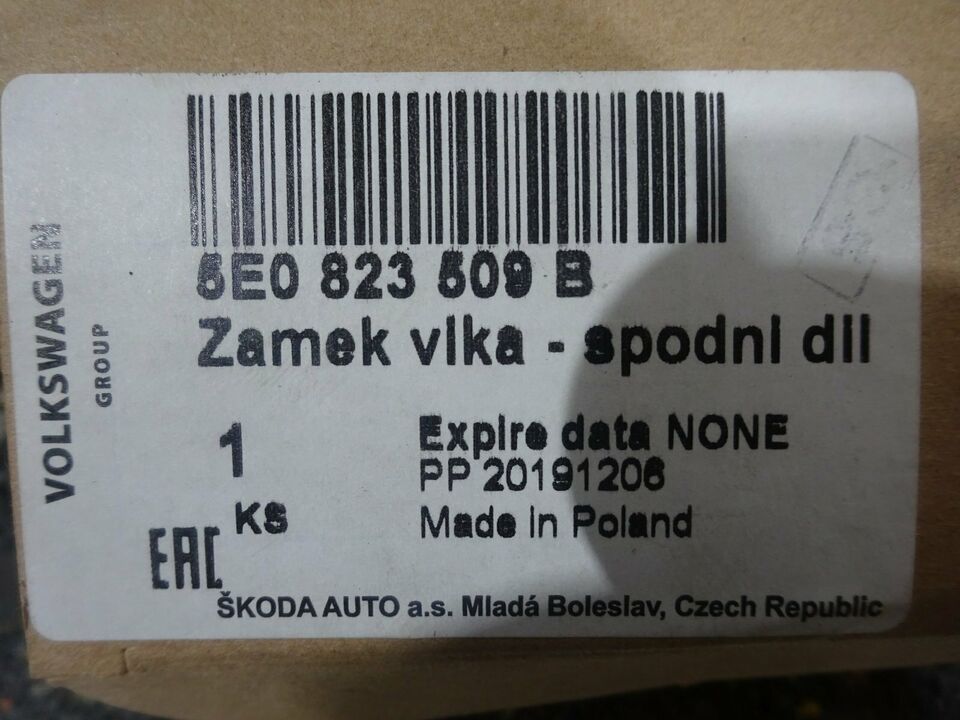 VOLKSWAGEN
GROUP
5E0 823 509 B
Zamek vika - spodni dil
1
KS
Expire data NONE
PP 20191206
Made in Poland
EAC
ŠKODA AUTO a.s. Mladá Boleslav, Czech Republic